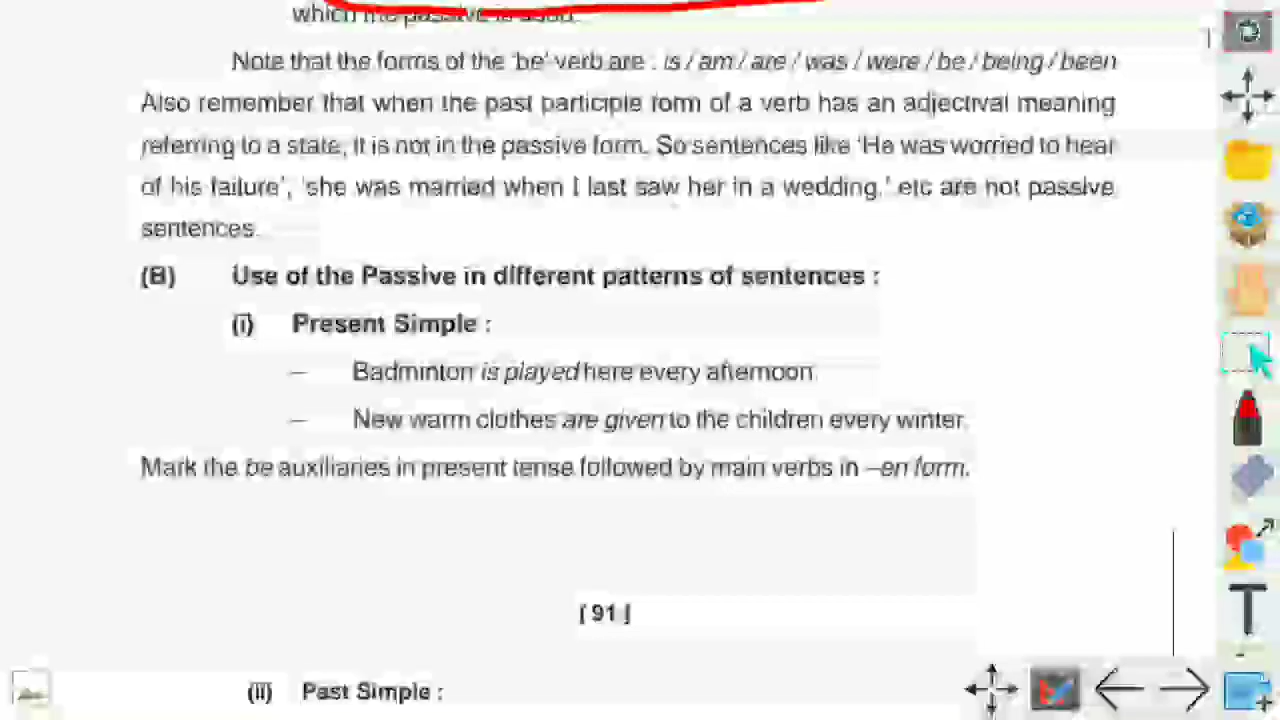 which the passive is used.
Note that the forms of the 'be' verb are : is / am / are / was / were / be / being / been
Also remember that when the past participle form of a verb has an adjectival meaning
referring to a state, it is not in the passive form. So sentences like 'He was worried to hear
of his failure', 'she was married when I last saw her in a wedding,' etc are not passive
sentences.
(B) Use of the Passive in different patterns of sentences :
(i) Present Simple :
– Badminton is played here every afternoon.
– New warm clothes are given to the children every winter.
Mark the be auxiliaries in present tense followed by main verbs in –en form.
[ 91 ]
(ii) Past Simple :